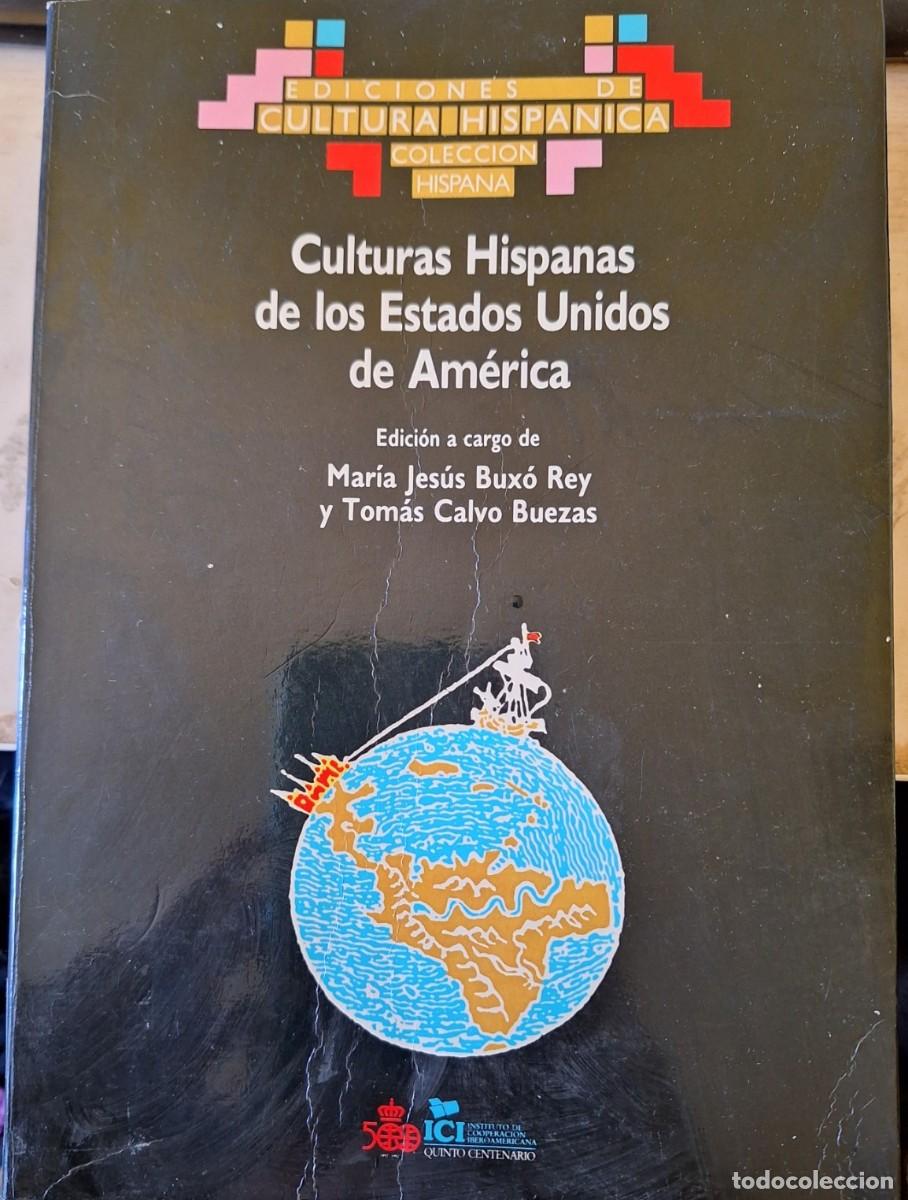 EDICIONES DE
CULTURA HISPANICA
COLECCION
HISPANA
Culturas Hispanas
de los Estados Unidos
de América
Edición a cargo de
María Jesús Buxó Rey
y Tomás Calvo Buezas
500 ICI INSTITUTO DE
COOPERACION
IBEROAMERICANA
QUINTO CENTENARIO
todocoleccion